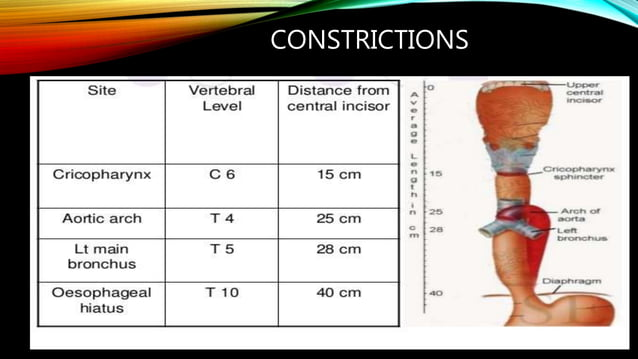 CONSTRICTIONS
Site Vertebral Level Distance from central incisor
Cricopharynx C 6 15 cm
Aortic arch T 4 25 cm
Lt main bronchus T 5 28 cm
Oesophageal hiatus T 10 40 cm
Average Length in cm
0
15
25
28
40
Upper
central
incisor
Cricopharynx
sphincter
Arch of
aorta
Left
bronchus
Diaphragm